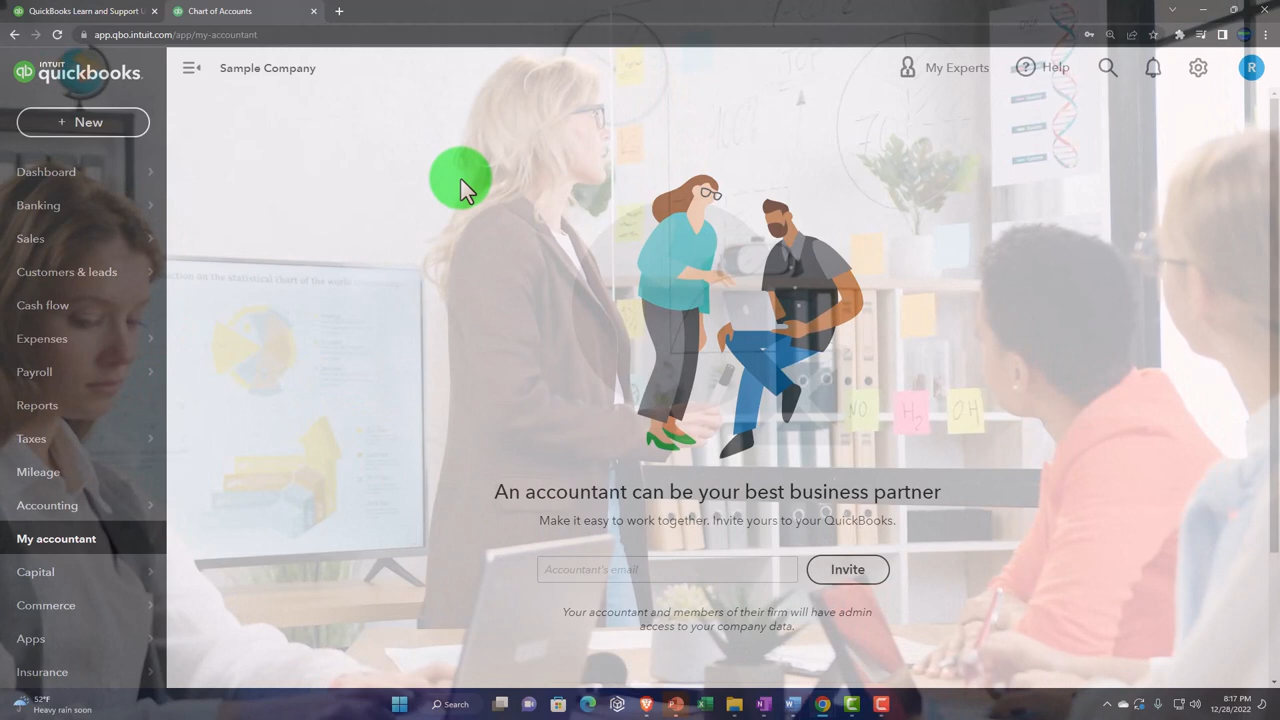 QuickBooks Learn and Support U
Chart of Accounts
app.qbo.intuit.com/app/my-accountant
INTUIT
quickbooks.
Sample Company
My Experts
Help
R
+ New
Dashboard
Banking
Sales
Customers & leads
Cash flow
Expenses
Payroll
Reports
Taxes
Mileage
Accounting
My accountant
Capital
Commerce
Apps
Insurance
NO
H₂
OH
An accountant can be your best business partner
Make it easy to work together. Invite yours to your QuickBooks.
Accountant's email
Invite
Your accountant and members of their firm will have admin
access to your company data.
52°F
Heavy rain soon
Search
8:17 PM
12/28/2022